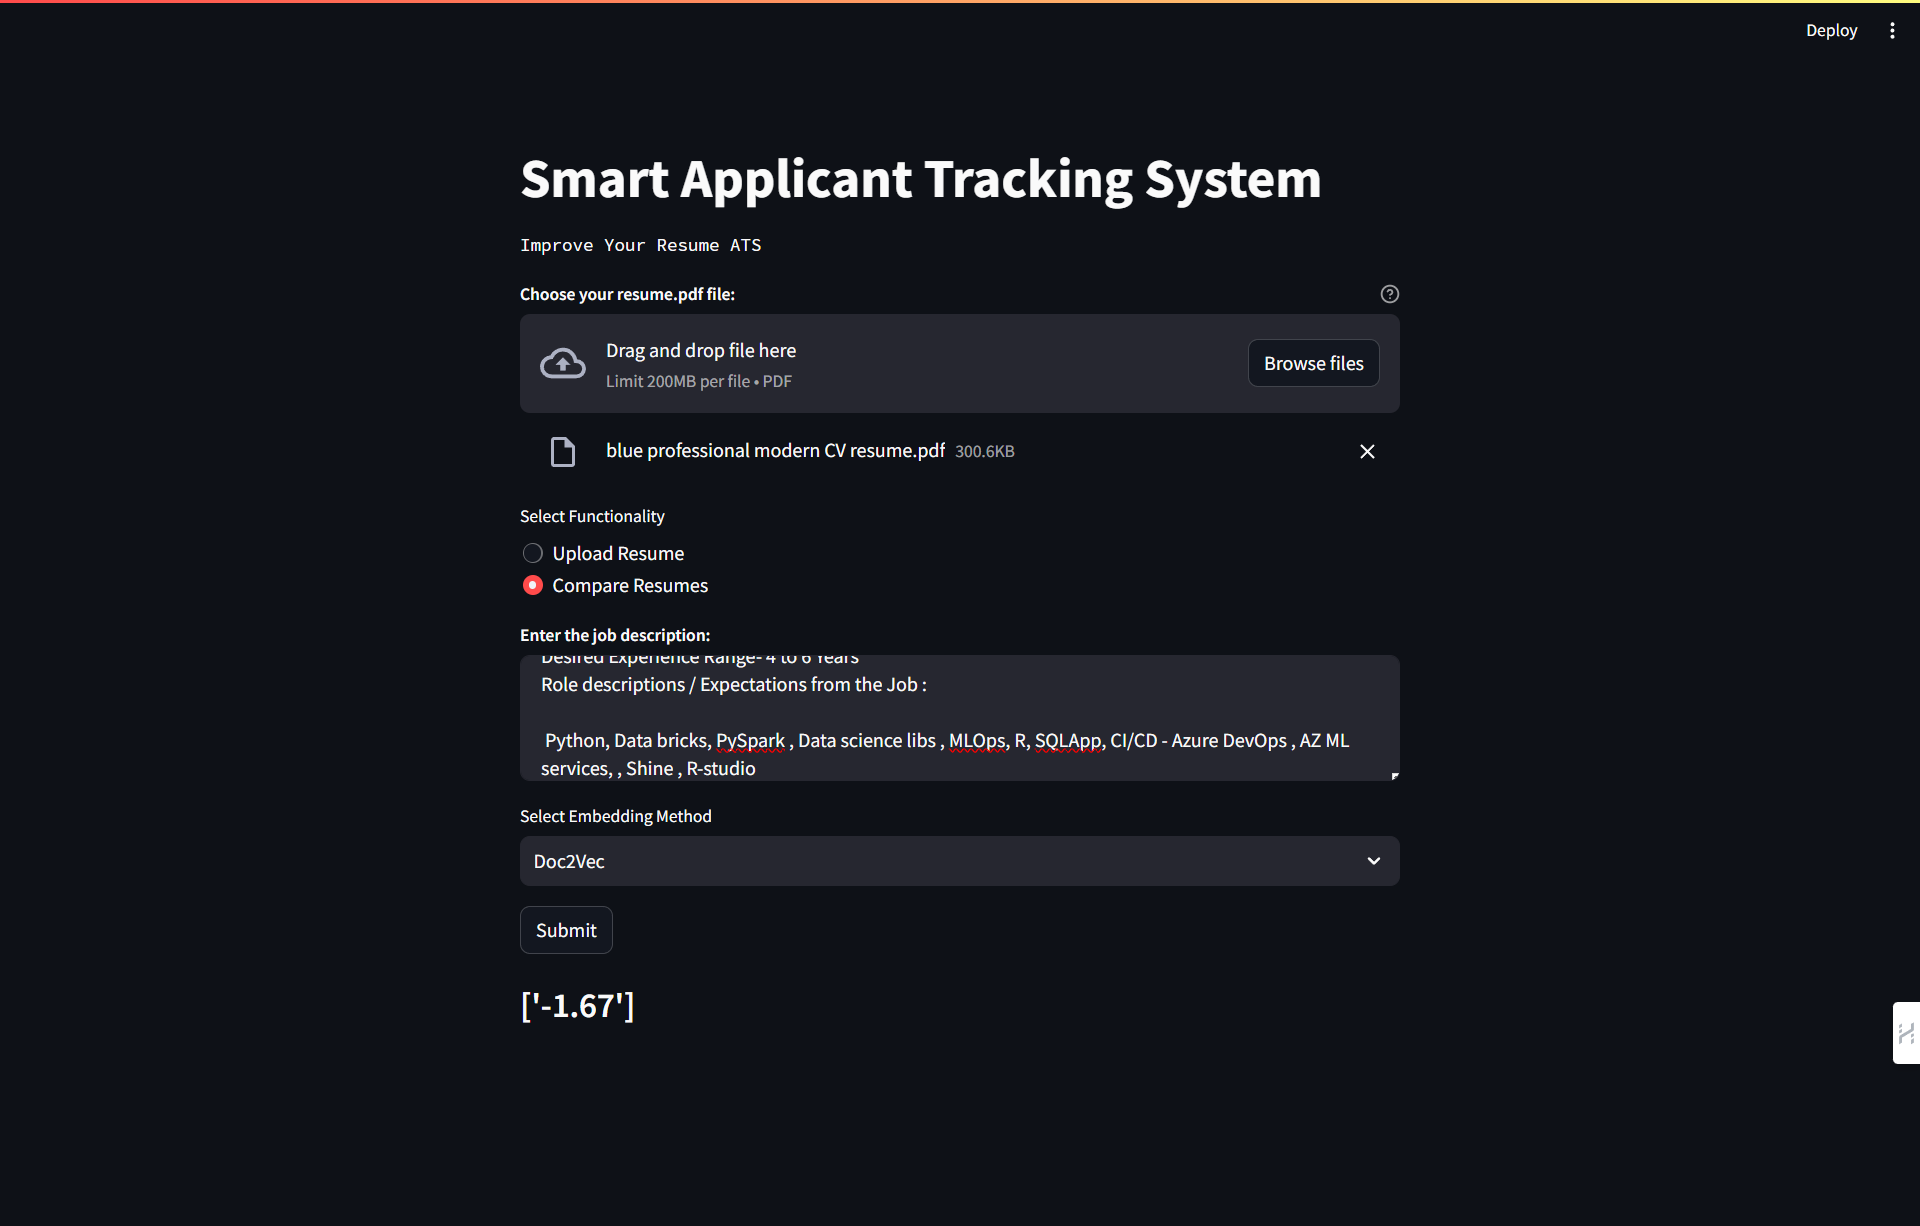 Deploy
Smart Applicant Tracking System
Improve Your Resume ATS
Choose your resume.pdf file:
Drag and drop file here
Limit 200MB per file • PDF
Browse files
blue professional modern CV resume.pdf 300.6KB
Select Functionality
Upload Resume
Compare Resumes
Enter the job description:
Desired Experience Range- 4 to 6 Years
Role descriptions / Expectations from the Job :
Python, Data bricks, PySpark , Data science libs , MLOps, R, SQLApp, CI/CD - Azure DevOps , AZ ML
services, , Shine , R-studio
Select Embedding Method
Doc2Vec
Submit
['-1.67']